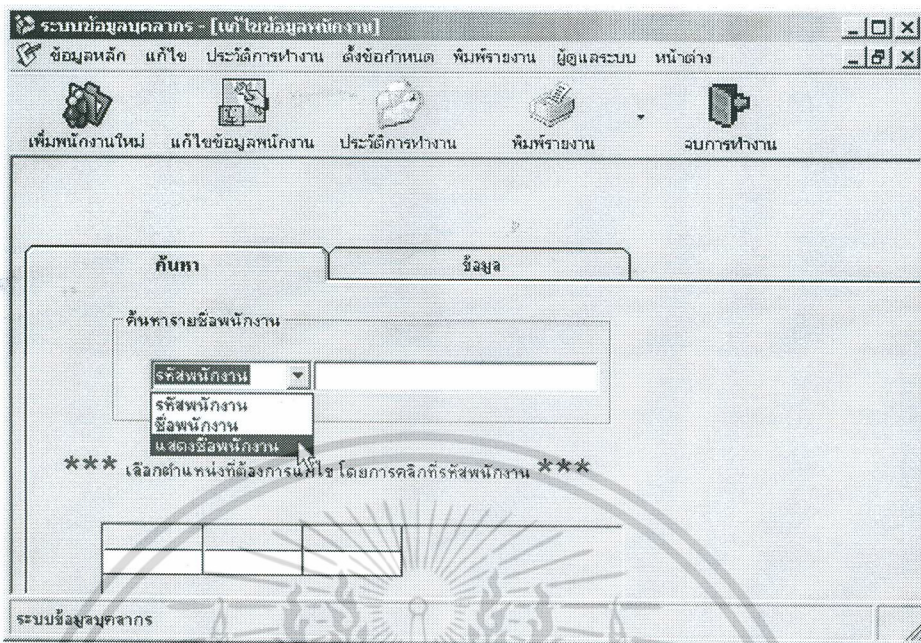 ระบบข้อมูลบุคลากร - [แก้ไขข้อมูลพนักงาน]
ข้อมูลหลัก แก้ไข ประวัติการทำงาน ตั้งข้อกำหนด พิมพ์รายงาน ผู้ดูแลระบบ หน้าต่าง
เพิ่มพนักงานใหม่ แก้ไขข้อมูลพนักงาน ประวัติการทำงาน พิมพ์รายงาน จบการทำงาน
ค้นหา ข้อมูล
ค้นหารายชื่อพนักงาน
รหัสพนักงาน
รหัสพนักงาน
ชื่อพนักงาน
แสดงชื่อพนักงาน
*** เลือกตำแหน่งที่ต้องการแก้ไข โดยการคลิกที่รหัสพนักงาน ***
ระบบข้อมูลบุคลากร